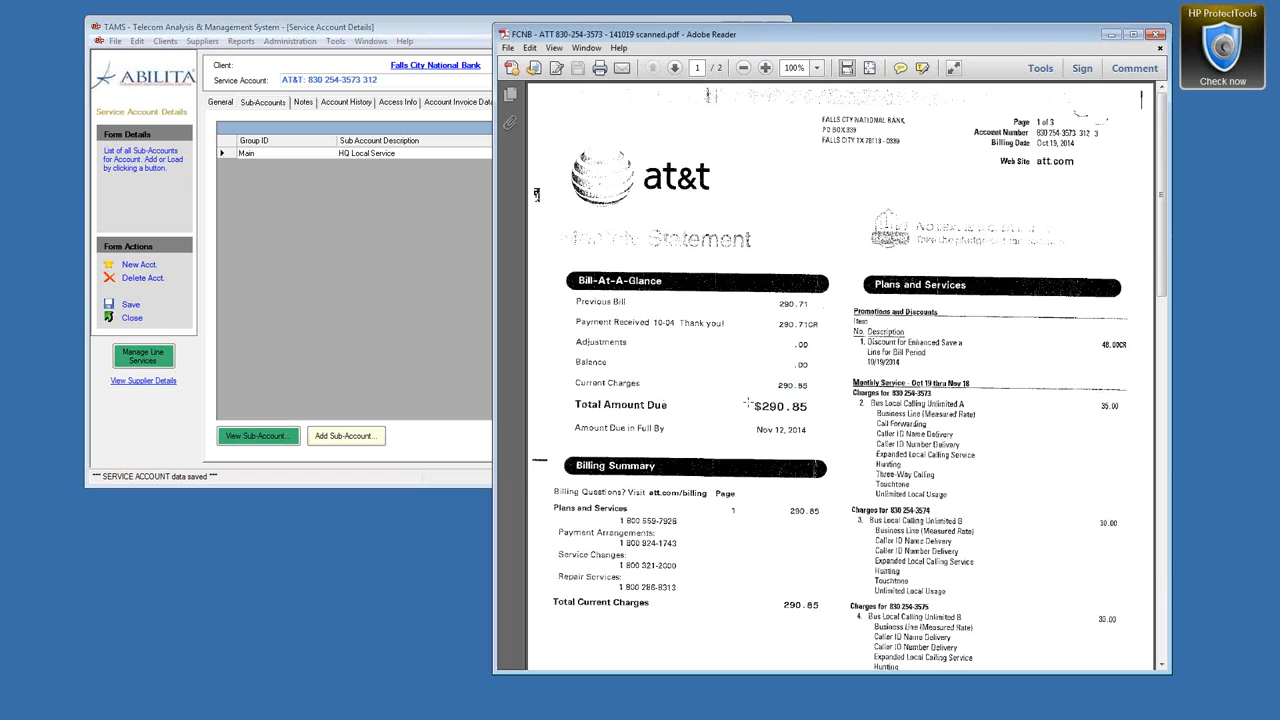 TAMS - Telecom Analysis & Management System - [Service Account Details]
File Edit Clients Suppliers Reports Administration Tools Windows Help
ABILITA
Service Account Details
Form Details
List of all Sub-Accounts
for Account. Add or Load
by clicking a button.
Form Actions
New Acct.
Delete Acct.
Save
Close
Manage Line
Services
View Supplier Details
Client: Falls City National Bank
Service Account: AT&T: 830 254-3573 312
General Sub-Accounts Notes Account History Access Info Account Invoice Data
Group ID Sub Account Description
Main HQ Local Service
View Sub-Account... Add Sub-Account...
*** SERVICE ACCOUNT data saved ***
FCNB - ATT 830-254-3573 - 141019 scanned.pdf - Adobe Reader
File Edit View Window Help
1 / 2 100% Tools Sign Comment
FALLS CITY NATIONAL BANK,
PO BOX 339
FALLS CITY TX 78113 - 0339
Page 1 of 3
Account Number 830 254-3573 312 3
Billing Date Oct 19, 2014
Web Site att.com
at&t
Statement
Bill-At-A-Glance
Previous Bill 290.71
Payment Received 10-04 Thank you! 290.71CR
Adjustments .00
Balance .00
Current Charges 290.85
Total Amount Due $290.85
Amount Due in Full By Nov 12, 2014
Billing Summary
Billing Questions? Visit att.com/billing Page
Plans and Services 1 290.85
1 800 559-7928
Payment Arrangements:
1 800 924-1743
Service Changes:
1 800 321-2000
Repair Services:
1 800 286-8313
Total Current Charges 290.85
Plans and Services
Promotions and Discounts
Item
No. Description
1. Discount for Enhanced Save a 48.00CR
Line for Bill Period
10/19/2014
Monthly Service - Oct 19 thru Nov 18
Charges for 830 254-3573
2. Bus Local Calling Unlimited A 35.00
Business Line (Measured Rate)
Call Forwarding
Caller ID Name Delivery
Caller ID Number Delivery
Expanded Local Calling Service
Hunting
Three-Way Calling
Touchtone
Unlimited Local Usage
Charges for 830 254-3574
3. Bus Local Calling Unlimited B 30.00
Business Line (Measured Rate)
Caller ID Name Delivery
Caller ID Number Delivery
Expanded Local Calling Service
Hunting
Touchtone
Unlimited Local Usage
Charges for 830 254-3575
4. Bus Local Calling Unlimited B 30.00
Business Line (Measured Rate)
Caller ID Name Delivery
Caller ID Number Delivery
Expanded Local Calling Service
Hunting
HP ProtectTools
Check now